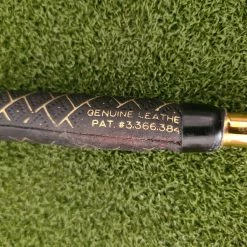 GENUINE LEATHE
PAT. #3,366,384